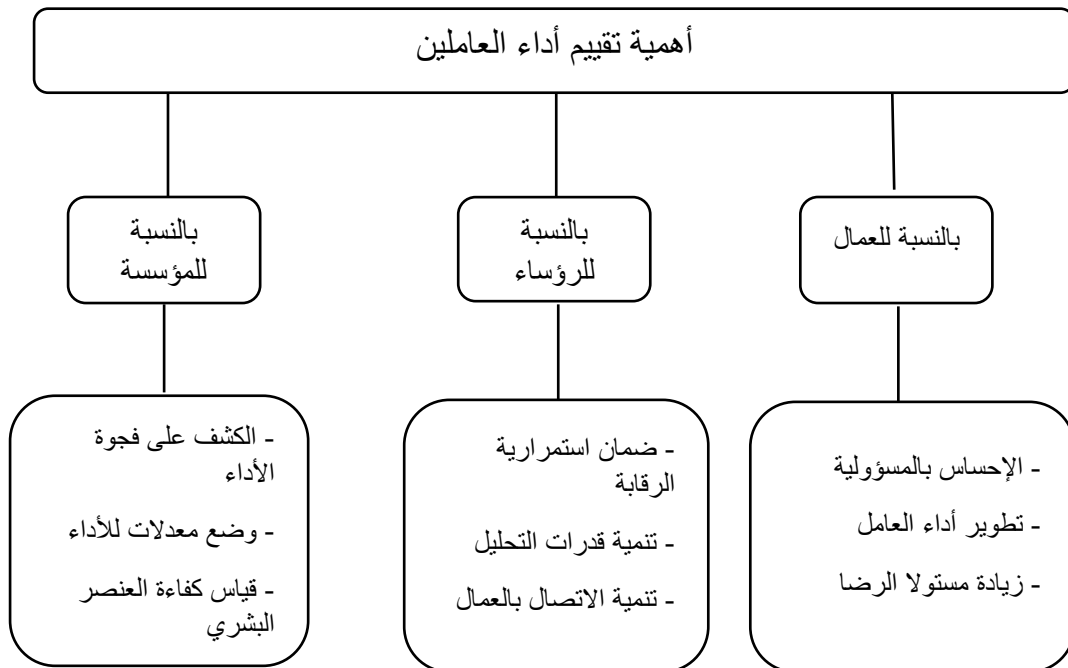 أهمية تقييم أداء العاملين
بالنسبة للعمال
بالنسبة
للرؤساء
بالنسبة
للمؤسسة
- الإحساس بالمسؤولية
- تطوير أداء العامل
- زيادة مستولا الرضا
- ضمان استمرارية
الرقابة
- تنمية قدرات التحليل
- تنمية الاتصال بالعمال
- الكشف على فجوة
الأداء
- وضع معدلات للأداء
- قياس كفاءة العنصر
البشري